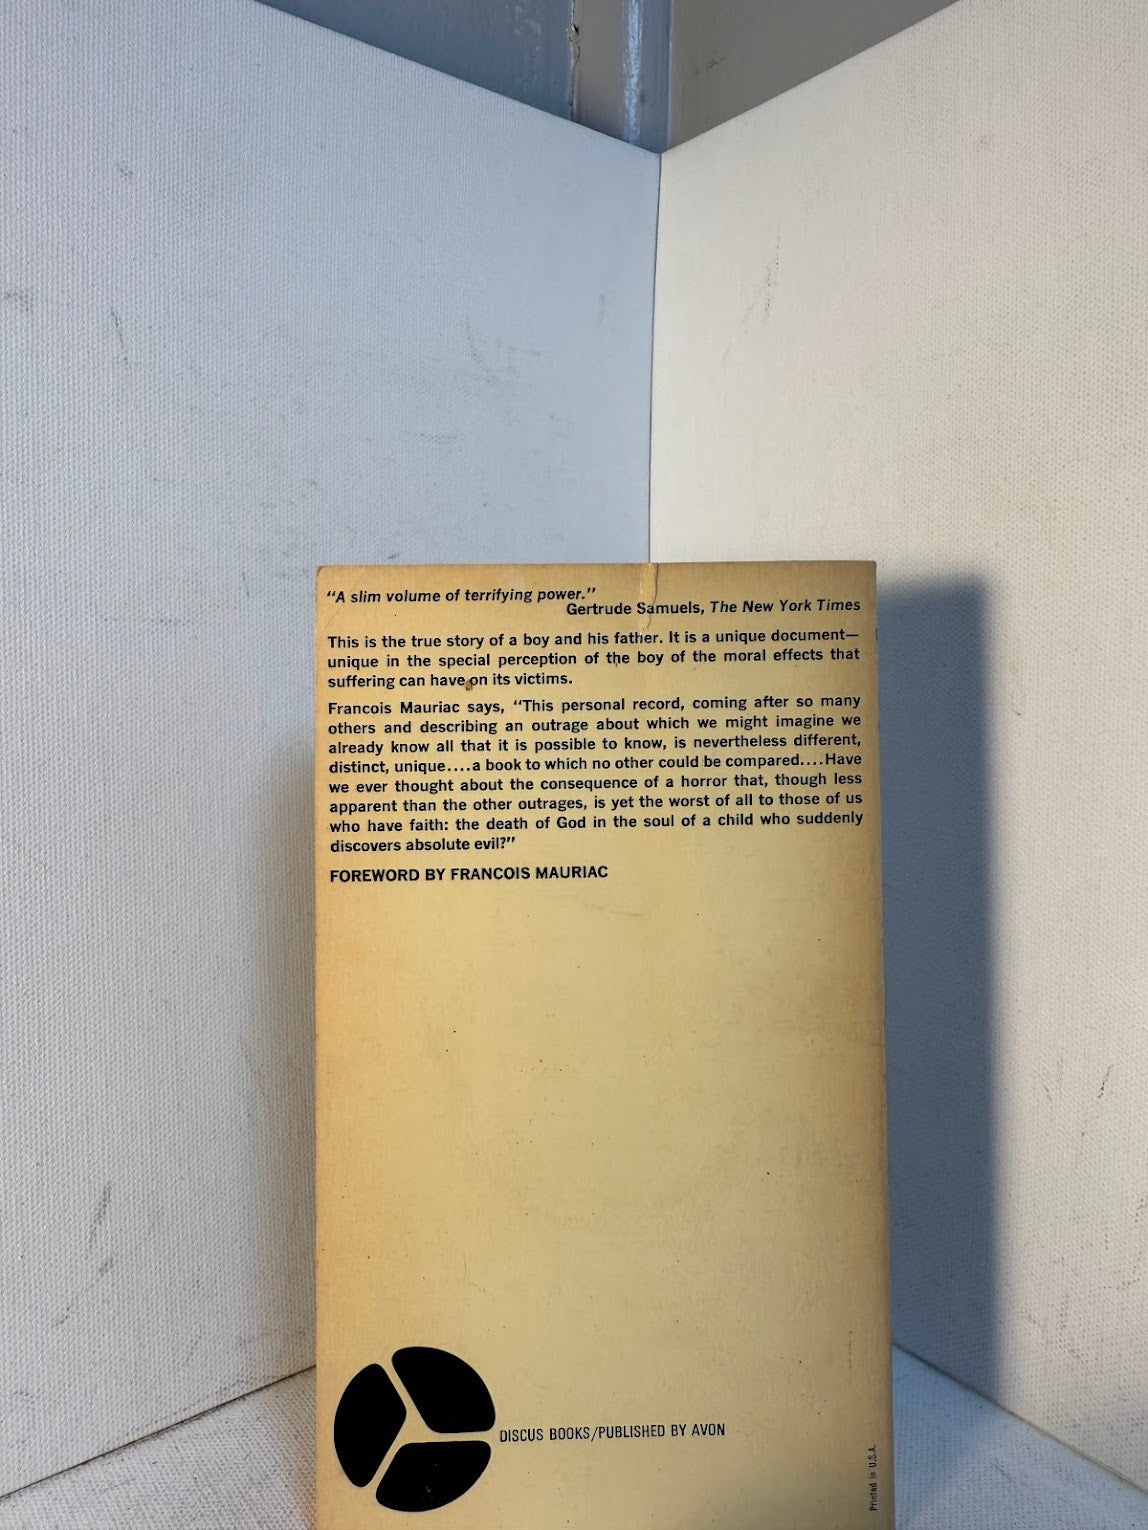 “A slim volume of terrifying power.”
Gertrude Samuels, The New York Times
This is the true story of a boy and his father. It is a unique document—
unique in the special perception of the boy of the moral effects that
suffering can have on its victims.
Francois Mauriac says, “This personal record, coming after so many
others and describing an outrage about which we might imagine we
already know all that it is possible to know, is nevertheless different,
distinct, unique....a book to which no other could be compared....Have
we ever thought about the consequence of a horror that, though less
apparent than the other outrages, is yet the worst of all to those of us
who have faith: the death of God in the soul of a child who suddenly
discovers absolute evil?”
FOREWORD BY FRANCOIS MAURIAC
DISCUS BOOKS/PUBLISHED BY AVON
Printed in U.S.A.